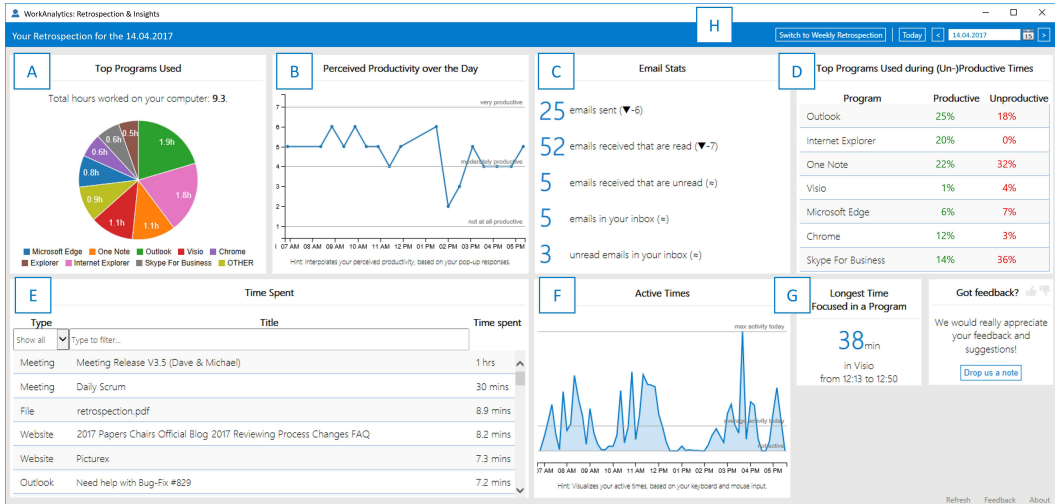 WorkAnalytics: Retrospection & Insights
Your Retrospection for the 14.04.2017
H
Switch to Weekly Retrospection
Today
<
14.04.2017
15
>
A
Top Programs Used
Total hours worked on your computer: 9.3.
0.5h
1.9h
0.6h
0.6h
0.8h
1.8h
0.9h
1.1h
1.1h
Microsoft Edge One Note Outlook Visio Chrome
Explorer Internet Explorer Skype For Business OTHER
B
Perceived Productivity over the Day
very productive
7
6
5
moderately productive
4
3
2
not at all productive
1
07 AM 08 AM 09 AM 10 AM 11 AM 12 PM 01 PM 02 PM 03 PM 04 PM 05 PM
Hint: Interpolates your perceived productivity, based on your pop-up responses.
C
Email Stats
25 emails sent (▼-6)
52 emails received that are read (▼-7)
5 emails received that are unread (≈)
5 emails in your inbox (≈)
3 unread emails in your inbox (≈)
D
Top Programs Used during (Un-)Productive Times
Program Productive Unproductive
Outlook 25% 18%
Internet Explorer 20% 0%
One Note 22% 32%
Visio 1% 4%
Microsoft Edge 6% 7%
Chrome 12% 3%
Skype For Business 14% 36%
E
Time Spent
Type Title Time spent
Show all Type to filter...
Meeting Meeting Release V3.5 (Dave & Michael) 1 hrs
Meeting Daily Scrum 30 mins
File retrospection.pdf 8.9 mins
Website 2017 Papers Chairs Official Blog 2017 Reviewing Process Changes FAQ 8.2 mins
Website Picturex 7.3 mins
Outlook Need help with Bug-Fix #829 7.2 mins
F
Active Times
max activity today
average activity today
not active
07 AM 08 AM 09 AM 10 AM 11 AM 12 PM 01 PM 02 PM 03 PM 04 PM 05 PM
Hint: Visualizes your active times, based on your keyboard and mouse input.
G
Longest Time
Focused in a Program
38min
in Visio
from 12:13 to 12:50
Got feedback?
We would really appreciate
your feedback and
suggestions!
Drop us a note
Refresh Feedback About